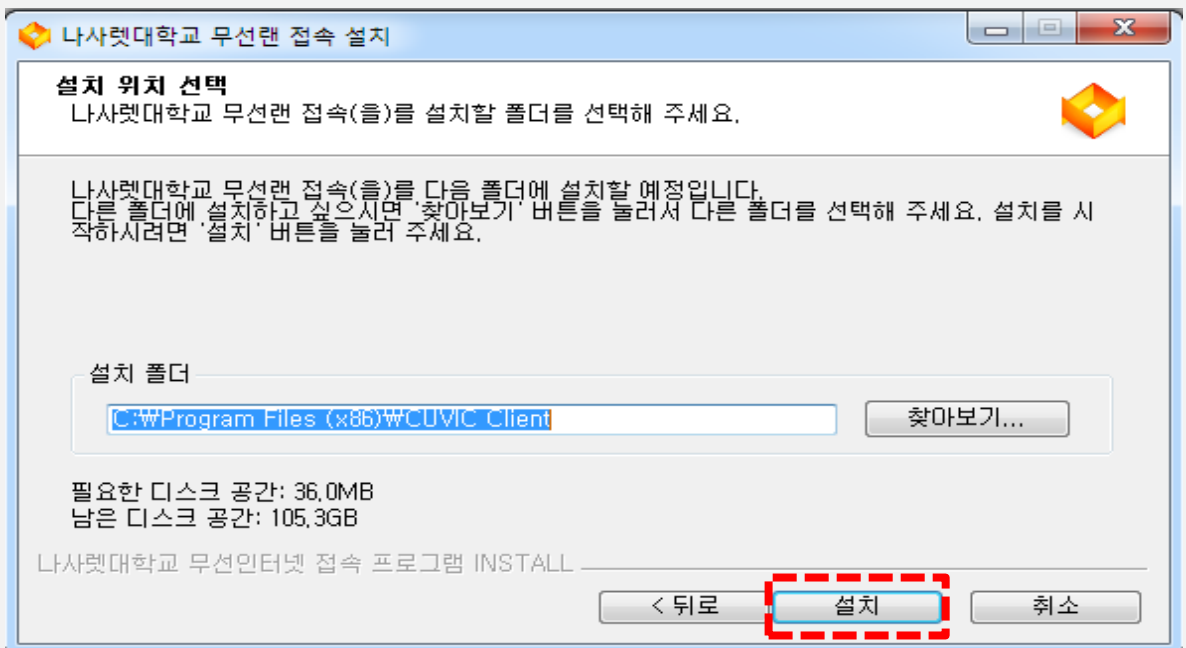 나사렛대학교 무선랜 접속 설치
설치 위치 선택
나사렛대학교 무선랜 접속(을)를 설치할 폴더를 선택해 주세요.
나사렛대학교 무선랜 접속(을)를 다음 폴더에 설치할 예정입니다.
다른 폴더에 설치하고 싶으시면 '찾아보기' 버튼을 눌러서 다른 폴더를 선택해 주세요. 설치를 시
작하시려면 '설치' 버튼을 눌러 주세요.
설치 폴더
C:₩Program Files (x86)₩CUVIC Client
찾아보기...
필요한 디스크 공간: 36.0MB
남은 디스크 공간: 105.3GB
나사렛대학교 무선인터넷 접속 프로그램 INSTALL
< 뒤로 설치 취소